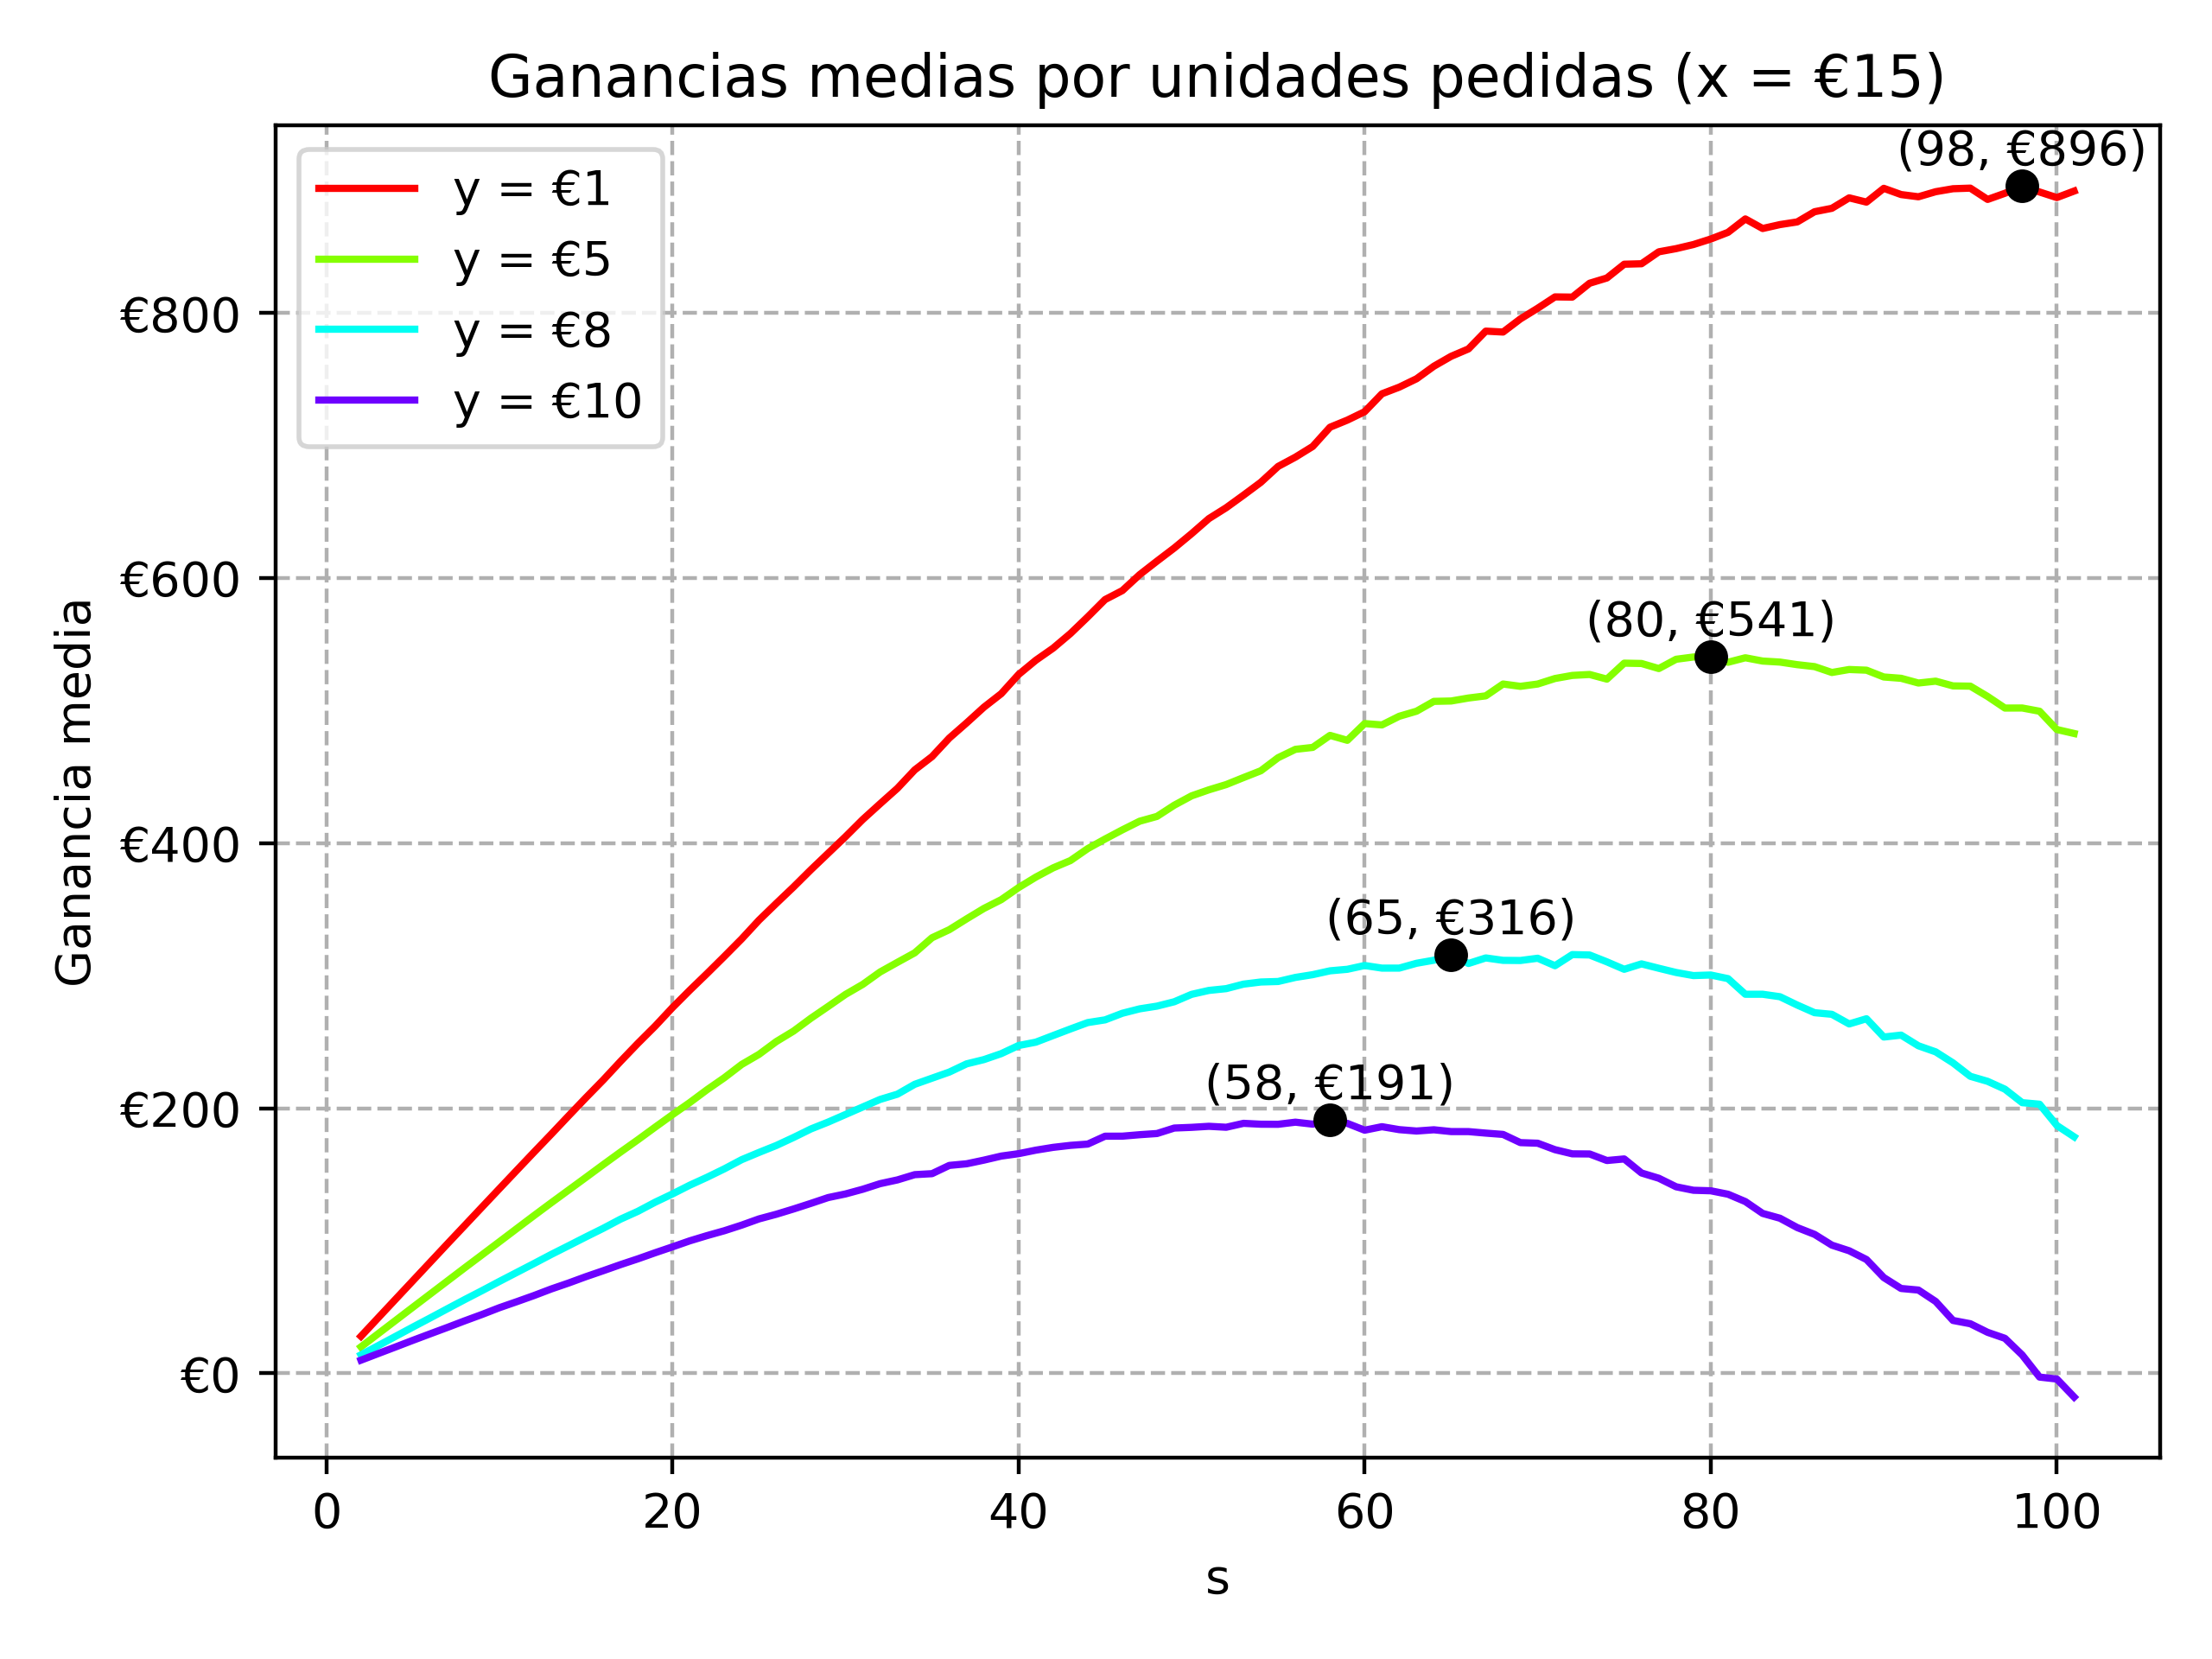 Ganancias medias por unidades pedidas (x = €15)
y = €1
y = €5
y = €8
y = €10
(98, €896)
(80, €541)
(65, €316)
(58, €191)
Ganancia media
€800
€600
€400
€200
€0
0 20 40 60 80 100
s